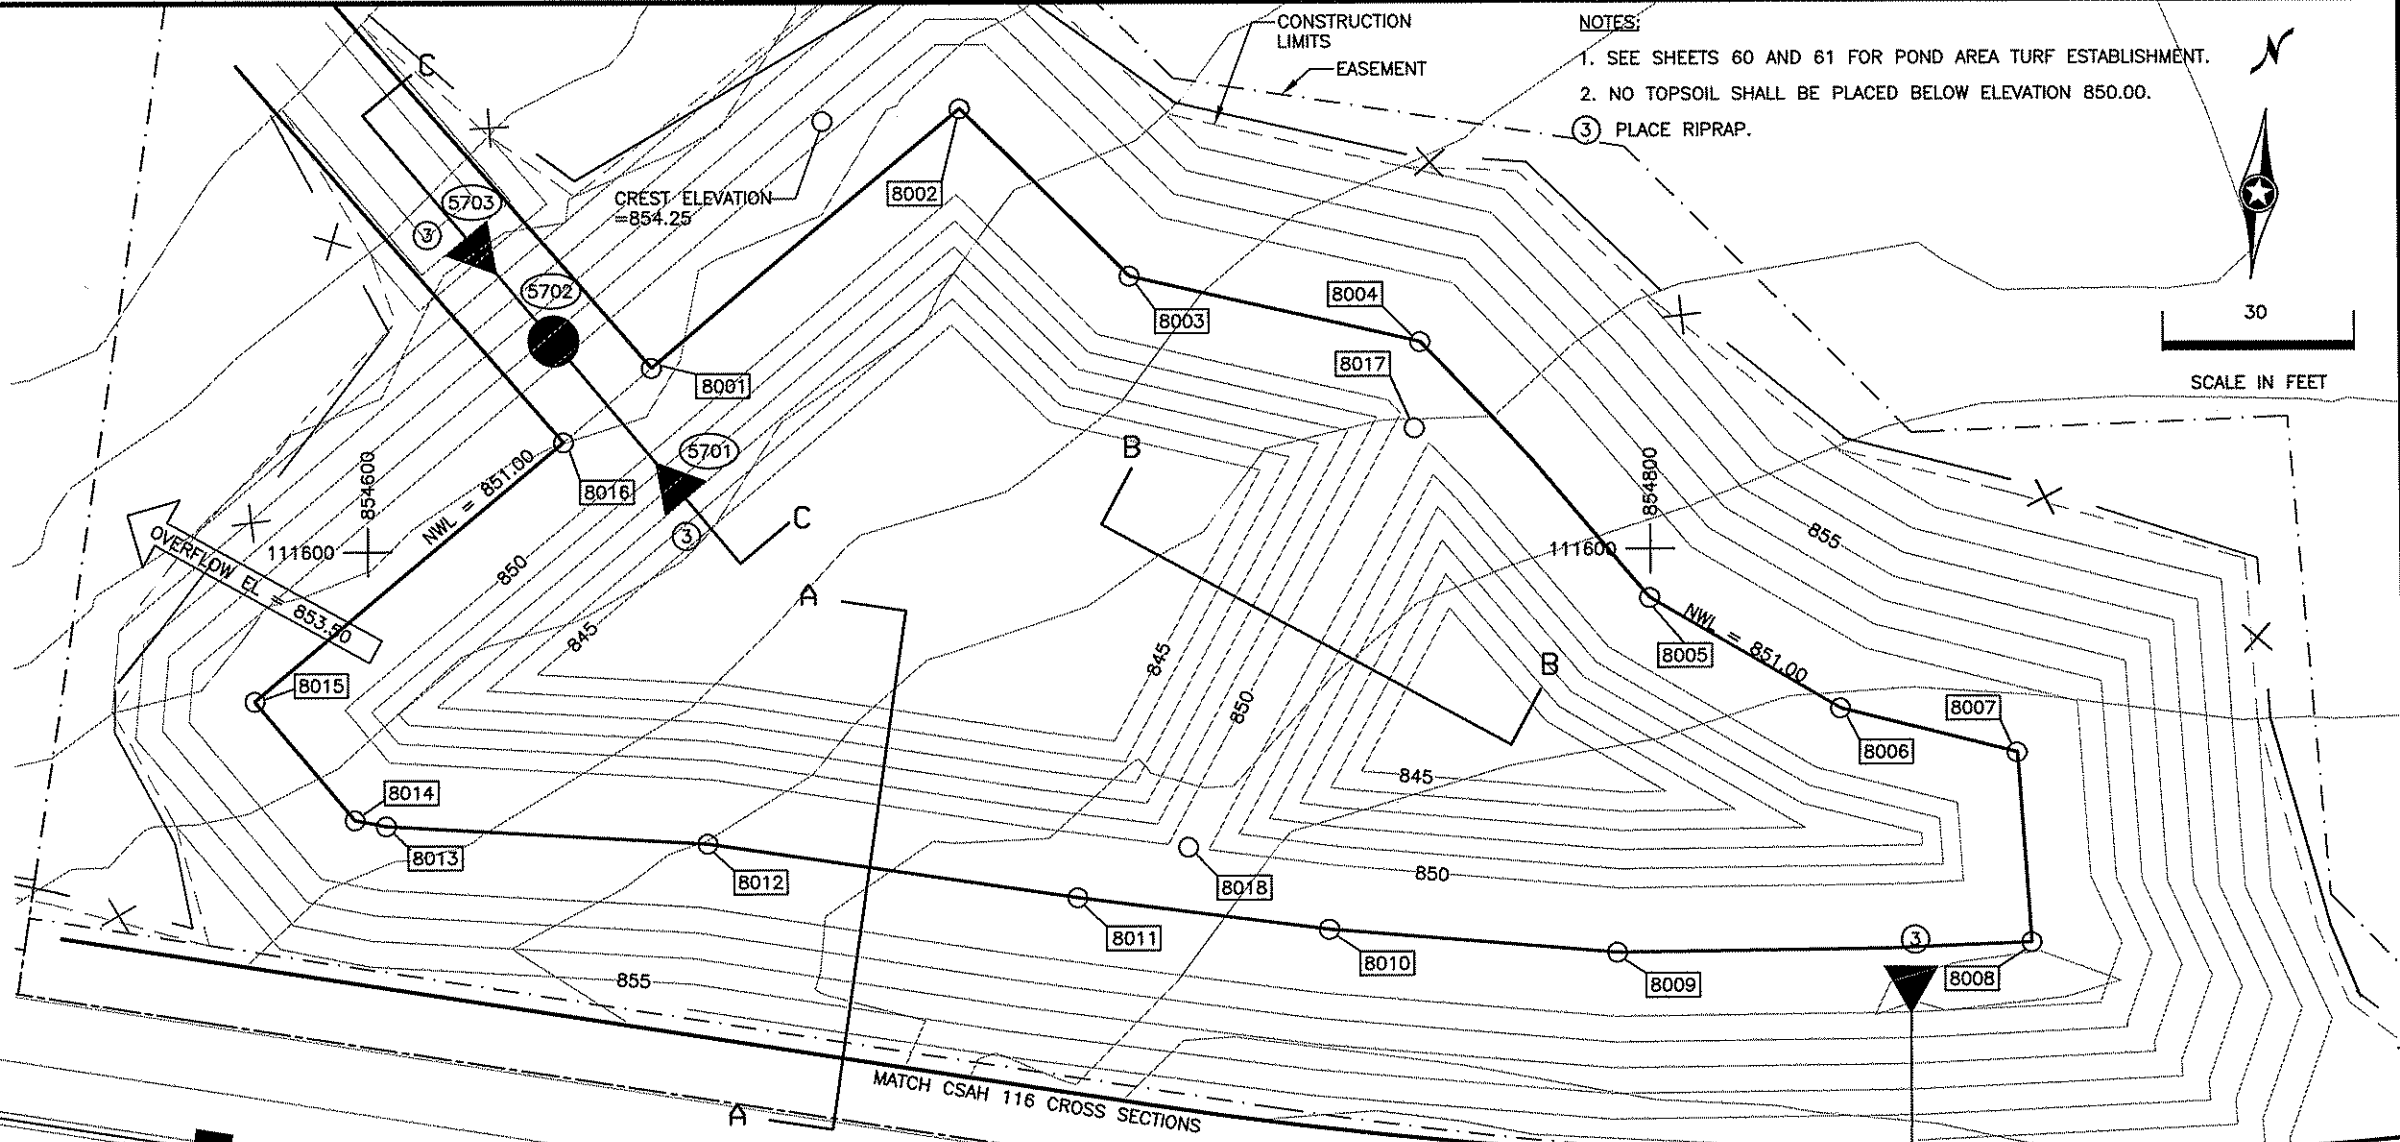 CONSTRUCTION
LIMITS
EASEMENT
NOTES:
1. SEE SHEETS 60 AND 61 FOR POND AREA TURF ESTABLISHMENT.
2. NO TOPSOIL SHALL BE PLACED BELOW ELEVATION 850.00.
3 PLACE RIPRAP.
N
30
SCALE IN FEET
C
5703
3
CREST ELEVATION
=854.25
8002
5702
8003
8004
8017
8001
5701
8016
3
C
NWL = 851.00
854600
111600
850
OVERFLOW EL = 853.50
845
A
B
845
850
B
854800
111600
855
NWL = 851.00
8005
8006
8007
8015
8014
8013
8012
845
850
8018
8011
8010
8009
3
8008
855
MATCH CSAH 116 CROSS SECTIONS
A